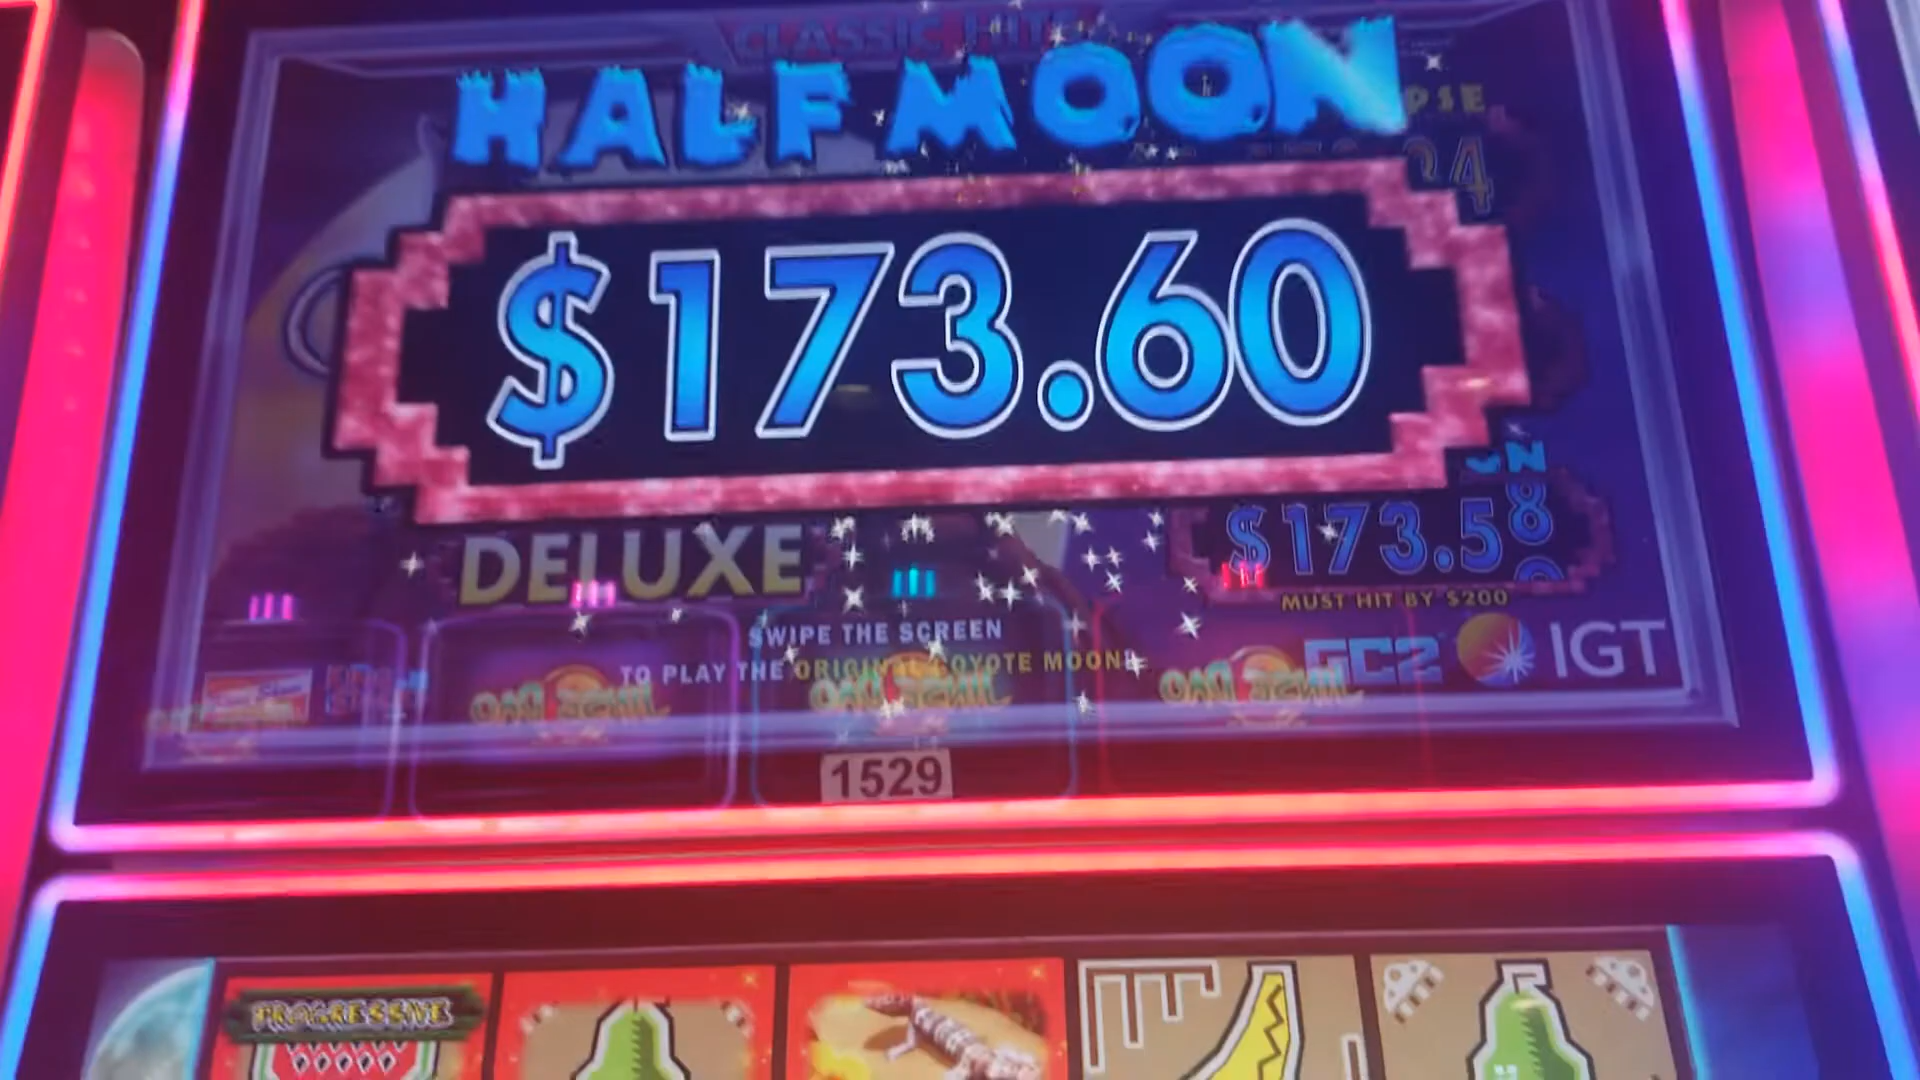 CLASSIC HITS
HALF MOON
$173.60
DELUXE
$173.58
MUST HIT BY $200
SWIPE THE SCREEN
TO PLAY THE ORIGINAL COYOTE MOON!
GC2
IGT
1529
PROGRESSIVE